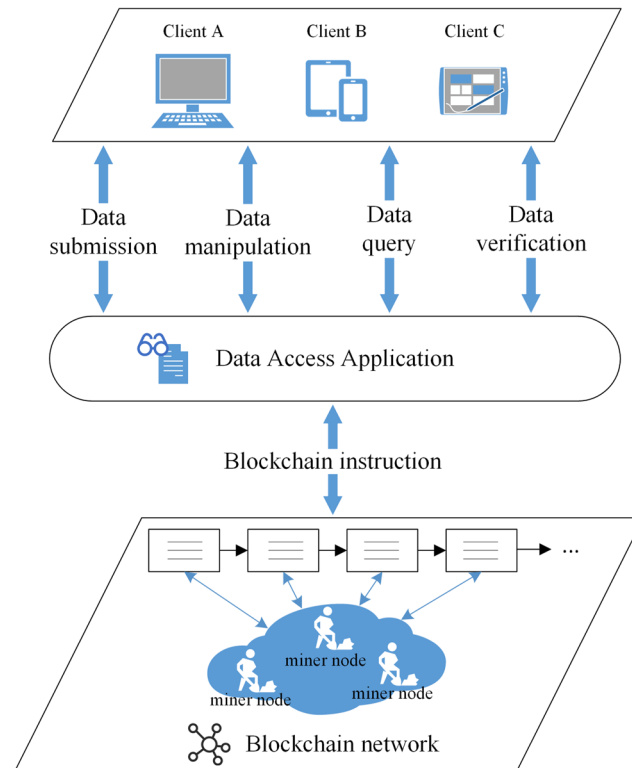 Client A
Client B
Client C
Data
submission
Data
manipulation
Data
query
Data
verification
Data Access Application
Blockchain instruction
...
miner node
miner node
miner node
Blockchain network